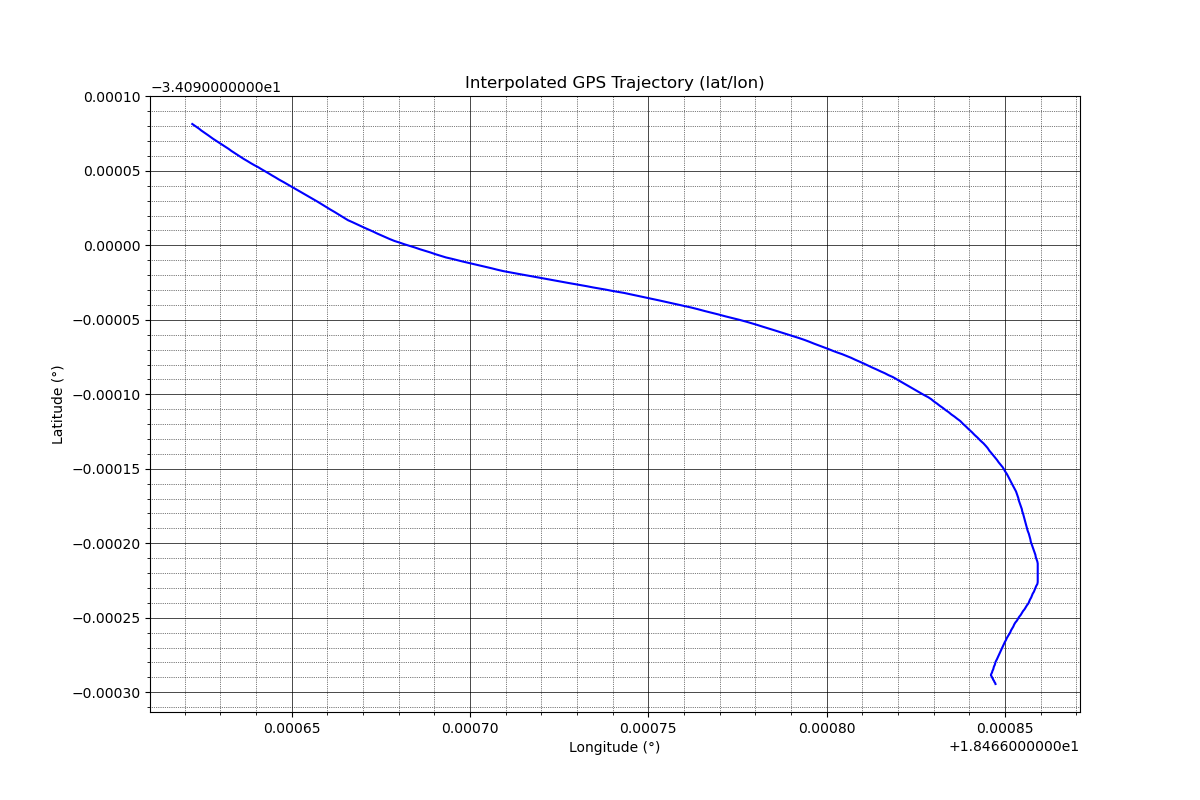 Interpolated GPS Trajectory (lat/lon)
−3.4090000000e1
0.00010
0.00005
0.00000
−0.00005
−0.00010
−0.00015
−0.00020
−0.00025
−0.00030
Latitude (°)
0.00065 0.00070 0.00075 0.00080 0.00085
Longitude (°)
+1.8466000000e1